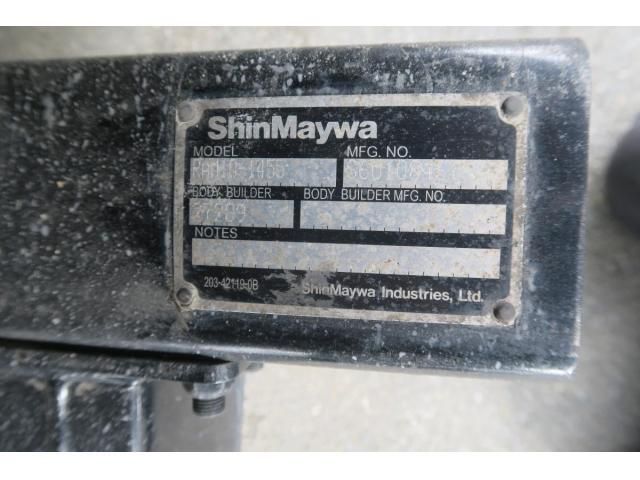 ShinMaywa
MODEL MFG. NO.
BODY BUILDER BODY BUILDER MFG. NO.
NOTES
203-42119-0B ShinMaywa Industries, Ltd.